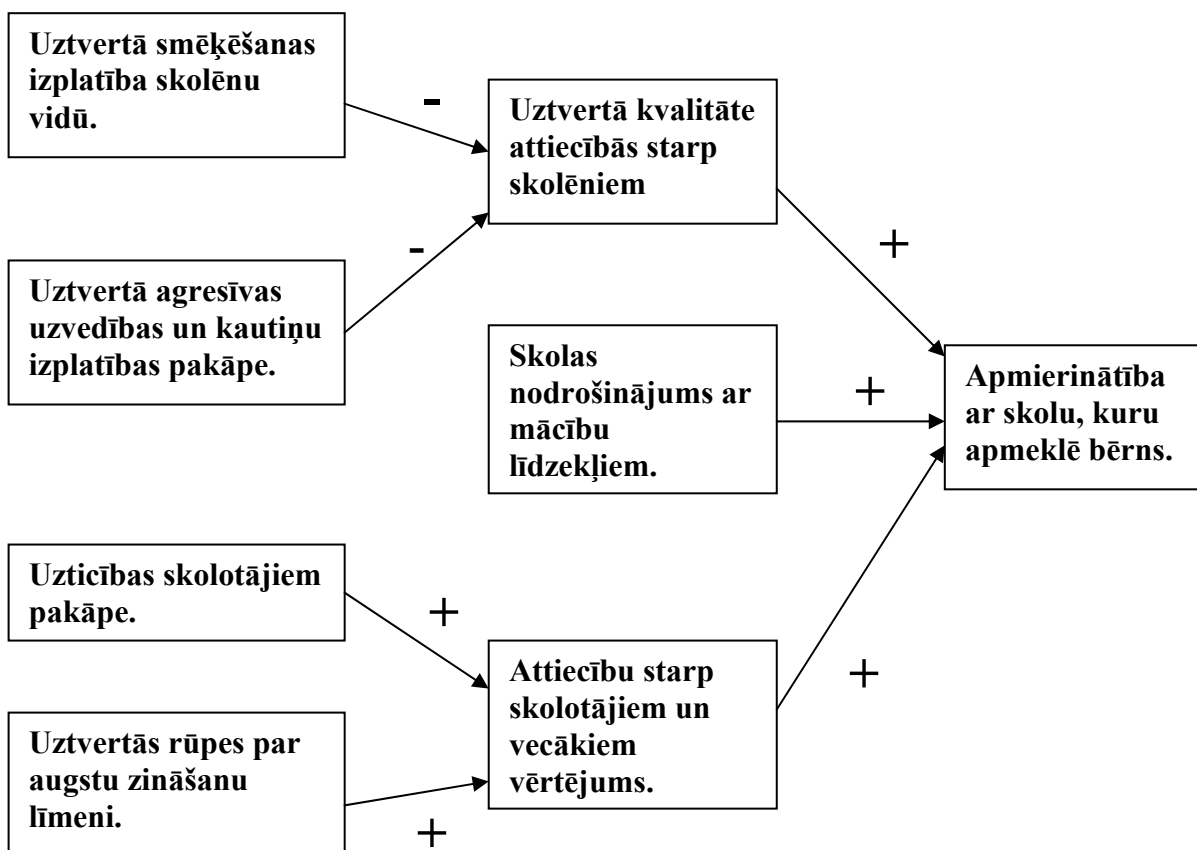 Uztvertā smēķēšanas
izplatība skolēnu
vidū.
-
Uztvertā kvalitāte
attiecībās starp
skolēniem
+
-
Uztvertā agresīvas
uzvedības un kautiņu
izplatības pakāpe.
Skolas
nodrošinājums ar
mācību
līdzekļiem.
+
Apmierinātība
ar skolu, kuru
apmeklē bērns.
Uzticības skolotājiem
pakāpe.
+
Attiecību starp
skolotājiem un
vecākiem
vērtējums.
+
Uztvertās rūpes par
augstu zināšanu
līmeni.
+